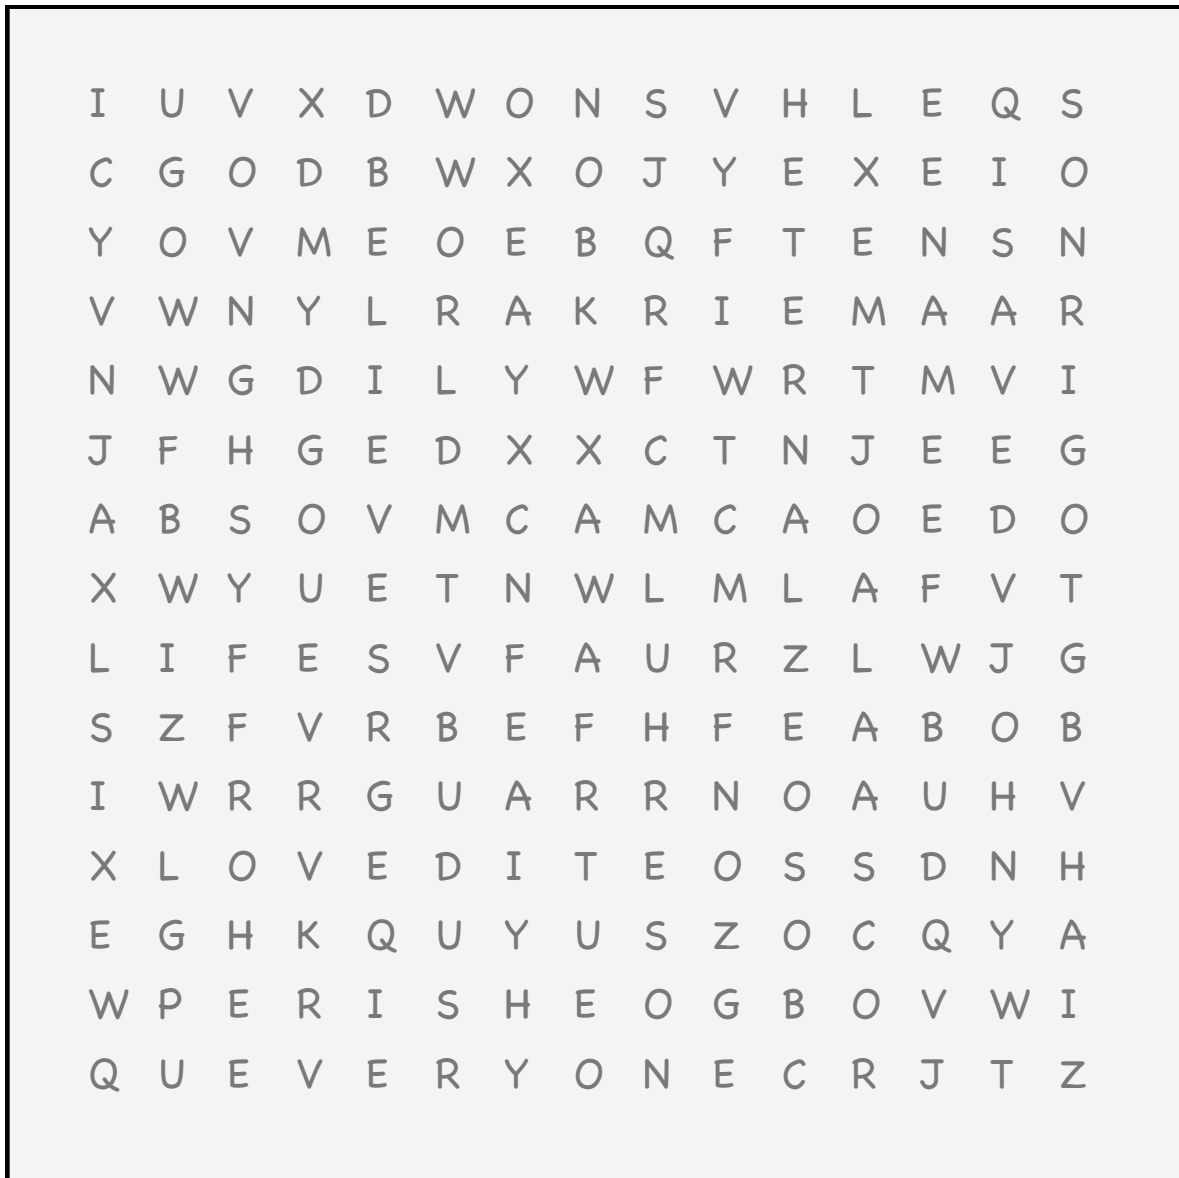 I U V X D W O N S V H L E Q S
C G O D B W X O J Y E X E I O
Y O V M E O E B Q F T E N S N
V W N Y L R A K R I E M A A R
N W G D I L Y W F W R T M V I
J F H G E D X X C T N J E E G
A B S O V M C A M C A O E D O
X W Y U E T N W L M L A F V T
L I F E S V F A U R Z L W J G
S Z F V R B E F H F E A B O B
I W R R G U A R R N O A U H V
X L O V E D I T E O S S D N H
E G H K Q U Y U S Z O C Q Y A
W P E R I S H E O G B O V W I
Q U E V E R Y O N E C R J T Z